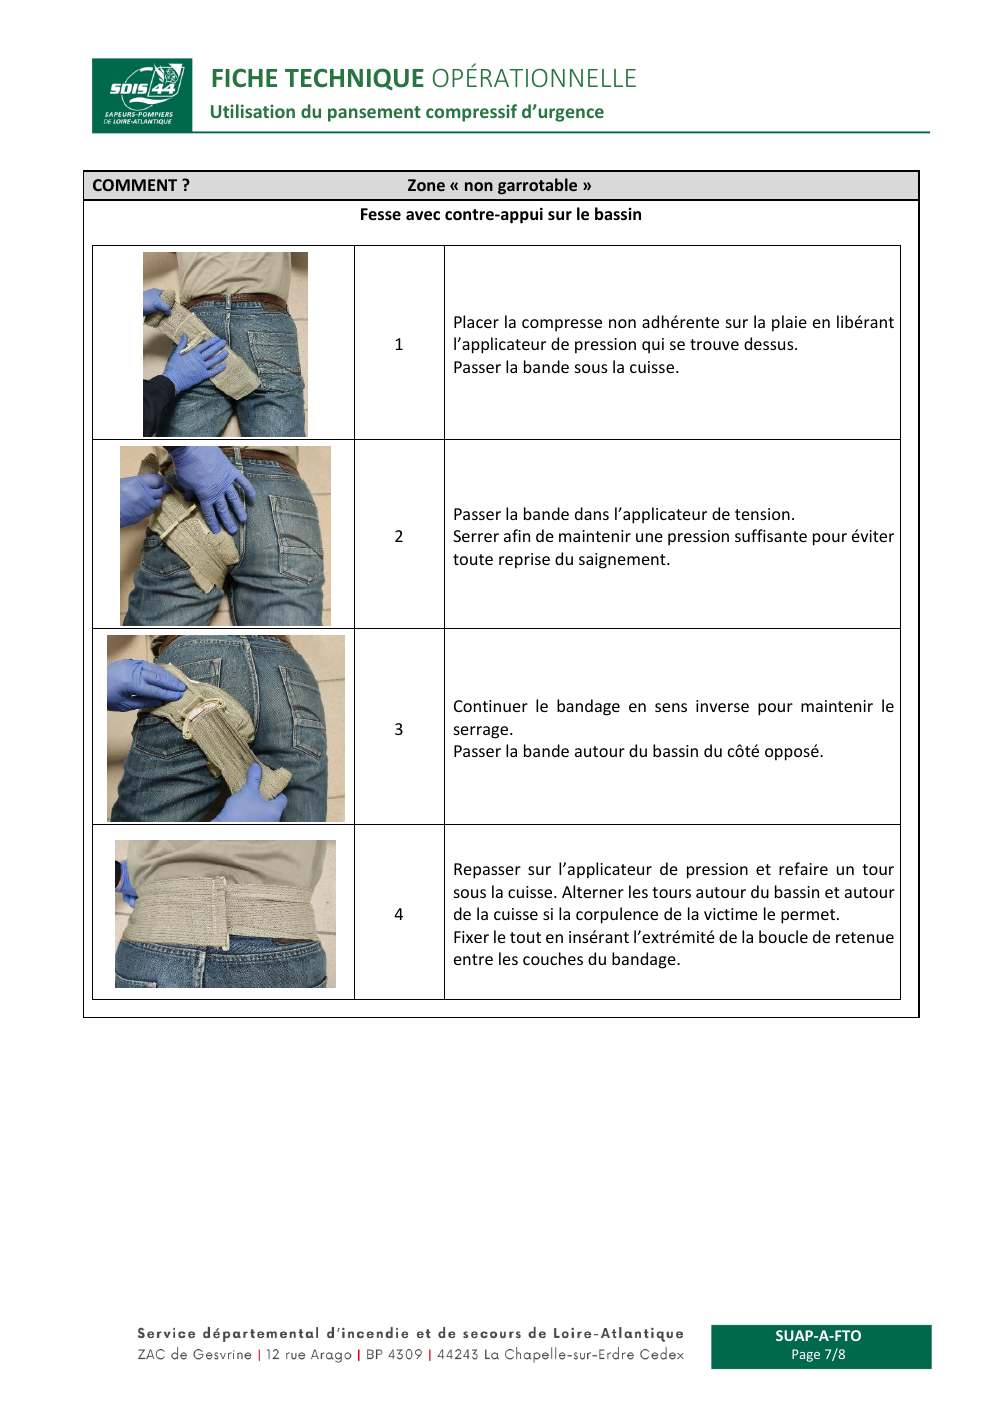 SDIS 44
SAPEURS-POMPIERS
DE LOIRE-ATLANTIQUE
FICHE TECHNIQUE OPÉRATIONNELLE
Utilisation du pansement compressif d’urgence
COMMENT ? Zone « non garrotable »
Fesse avec contre-appui sur le bassin
1
Placer la compresse non adhérente sur la plaie en libérant
l’applicateur de pression qui se trouve dessus.
Passer la bande sous la cuisse.
2
Passer la bande dans l’applicateur de tension.
Serrer afin de maintenir une pression suffisante pour éviter
toute reprise du saignement.
3
Continuer le bandage en sens inverse pour maintenir le
serrage.
Passer la bande autour du bassin du côté opposé.
4
Repasser sur l’applicateur de pression et refaire un tour
sous la cuisse. Alterner les tours autour du bassin et autour
de la cuisse si la corpulence de la victime le permet.
Fixer le tout en insérant l’extrémité de la boucle de retenue
entre les couches du bandage.
Service départemental d’incendie et de secours de Loire-Atlantique
ZAC de Gesvrine | 12 rue Arago | BP 4309 | 44243 La Chapelle-sur-Erdre Cedex
SUAP-A-FTO
Page 7/8